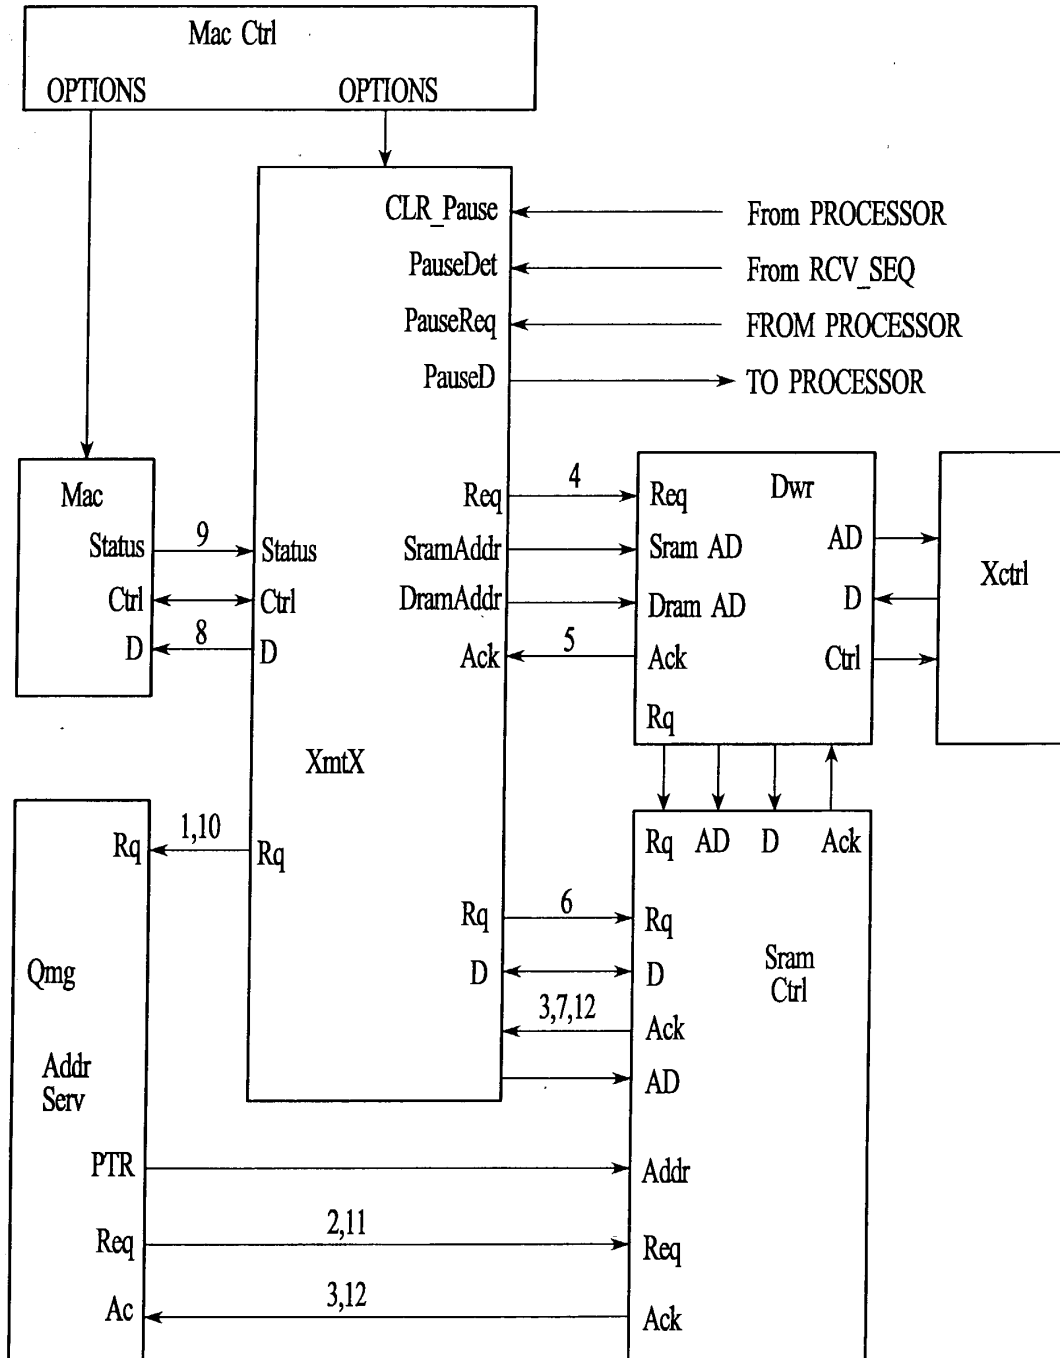 Mac Ctrl
OPTIONS OPTIONS
CLR_Pause From PROCESSOR
PauseDet From RCV_SEQ
PauseReq FROM PROCESSOR
PauseD TO PROCESSOR
Mac Req 4 Req Dwr
Status 9 Status SramAddr Sram AD AD Xctrl
Ctrl Ctrl DramAddr Dram AD D
D 8 D Ack 5 Ack Ctrl
Rq
XmtX
Rq 1,10 Rq Rq AD D Ack
Rq 6 Rq
Qmg D D Sram
Ctrl
3,7,12 Ack
Addr AD
Serv
PTR Addr
Req 2,11 Req
Ac 3,12 Ack